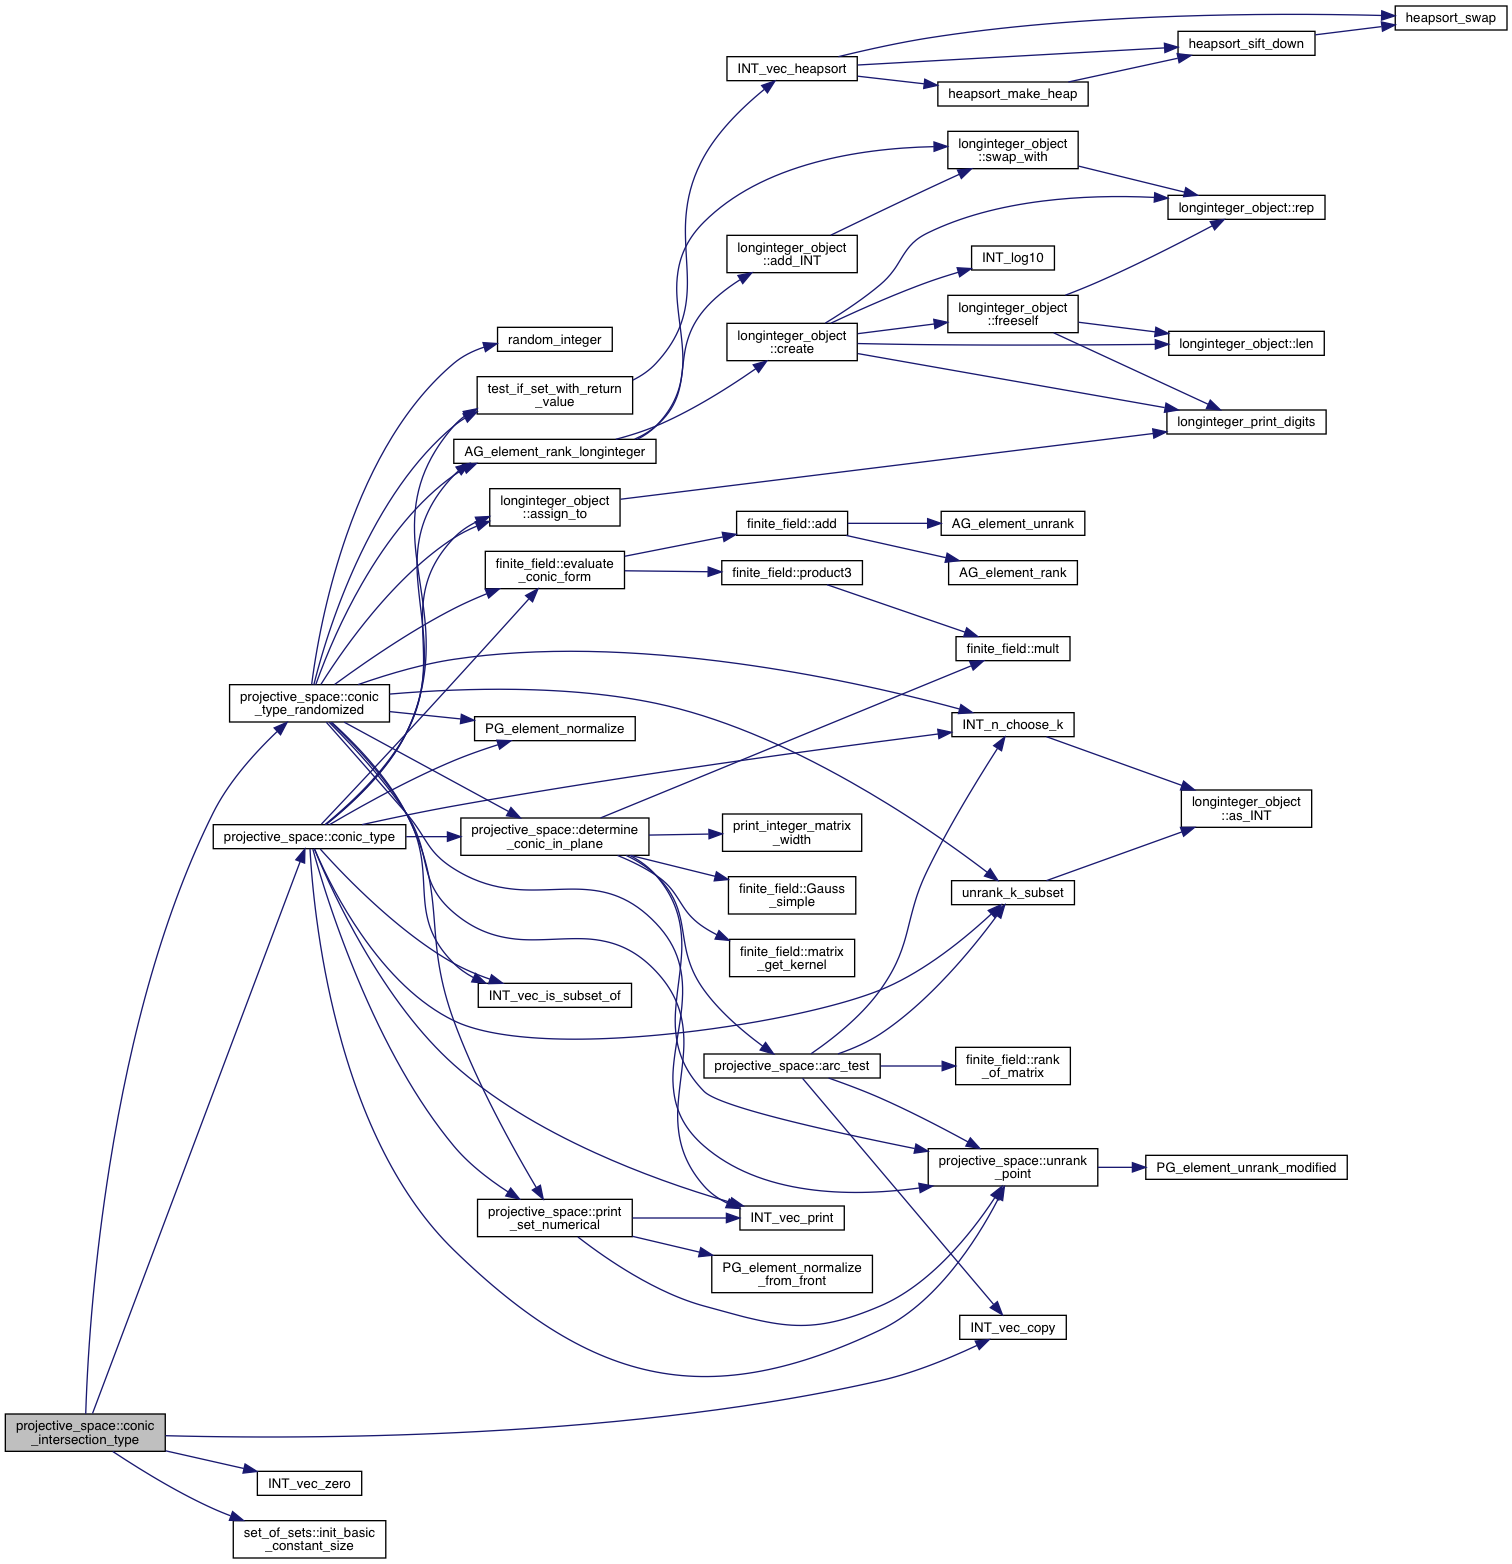 heapsort_swap
heapsort_sift_down
INT_vec_heapsort
heapsort_make_heap
longinteger_object
::swap_with
longinteger_object::rep
longinteger_object
::add_INT
INT_log10
longinteger_object
::freeself
longinteger_object
::create
random_integer
longinteger_object::len
test_if_set_with_return
_value
longinteger_print_digits
AG_element_rank_longinteger
longinteger_object
::assign_to
finite_field::add
AG_element_unrank
finite_field::evaluate
_conic_form
finite_field::product3
AG_element_rank
finite_field::mult
projective_space::conic
_type_randomized
PG_element_normalize
INT_n_choose_k
longinteger_object
::as_INT
projective_space::conic_type
projective_space::determine
_conic_in_plane
print_integer_matrix
_width
finite_field::Gauss
_simple
unrank_k_subset
finite_field::matrix
_get_kernel
INT_vec_is_subset_of
projective_space::arc_test
finite_field::rank
_of_matrix
projective_space::unrank
_point
PG_element_unrank_modified
projective_space::print
_set_numerical
INT_vec_print
PG_element_normalize
_from_front
INT_vec_copy
projective_space::conic
_intersection_type
INT_vec_zero
set_of_sets::init_basic
_constant_size